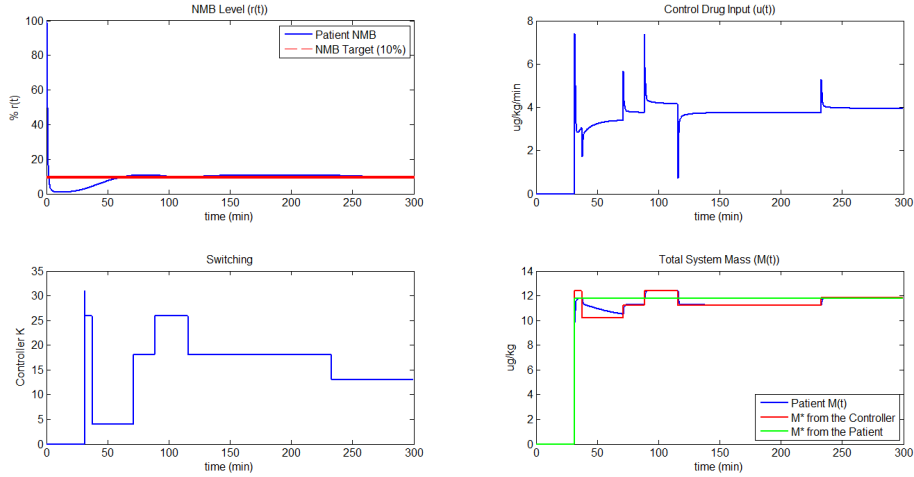 NMB Level (r(t))
100
80
60
40
20
0
% r(t)
Patient NMB
NMB Target (10%)
0 50 100 150 200 250 300
time (min)
Control Drug Input (u(t))
8
6
4
2
0
ug/kg/min
0 50 100 150 200 250 300
time (min)
Switching
35
30
25
20
15
10
5
0
Controller K
0 50 100 150 200 250 300
time (min)
Total System Mass (M(t))
14
12
10
8
6
4
2
0
ug/kg
Patient M(t)
M* from the Controller
M* from the Patient
0 50 100 150 200 250 300
time (min)